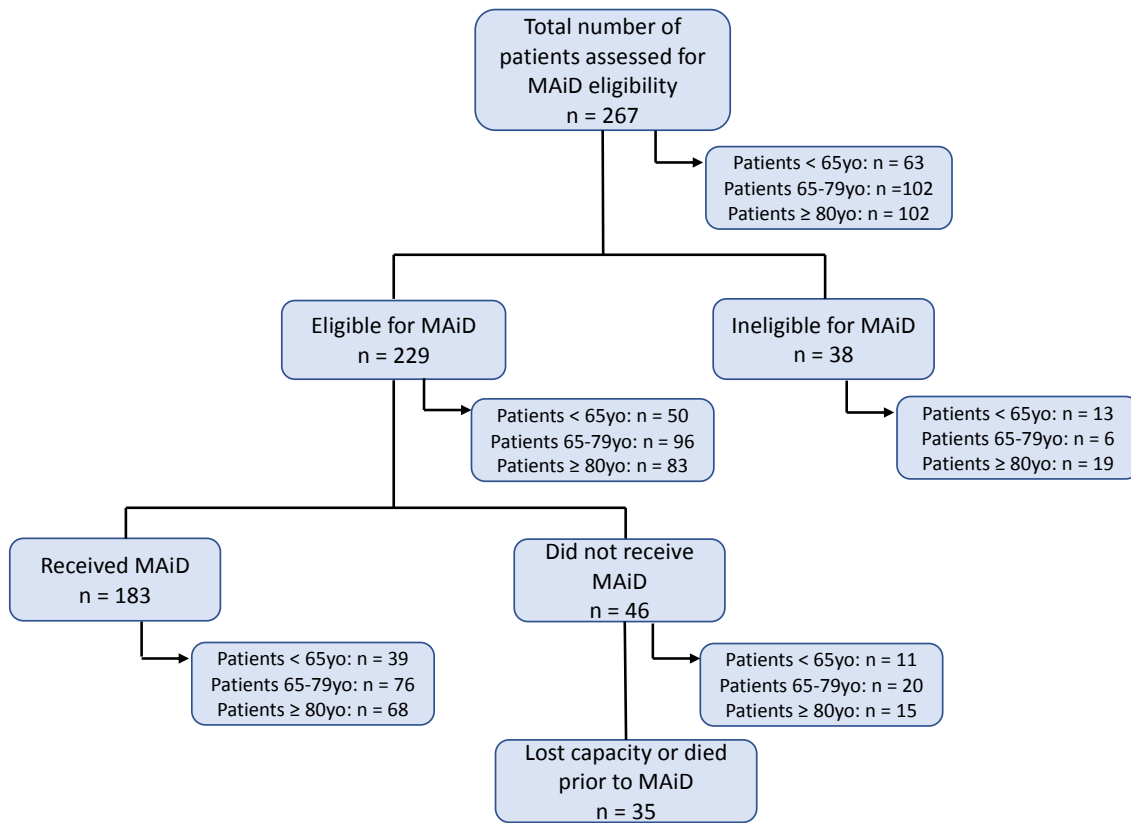 Total number of
patients assessed for
MAiD eligibility
n = 267
Patients < 65yo: n = 63
Patients 65-79yo: n =102
Patients ≥ 80yo: n = 102
Eligible for MAiD
n = 229
Ineligible for MAiD
n = 38
Patients < 65yo: n = 50
Patients 65-79yo: n = 96
Patients ≥ 80yo: n = 83
Patients < 65yo: n = 13
Patients 65-79yo: n = 6
Patients ≥ 80yo: n = 19
Received MAiD
n = 183
Did not receive
MAiD
n = 46
Patients < 65yo: n = 39
Patients 65-79yo: n = 76
Patients ≥ 80yo: n = 68
Patients < 65yo: n = 11
Patients 65-79yo: n = 20
Patients ≥ 80yo: n = 15
Lost capacity or died
prior to MAiD
n = 35